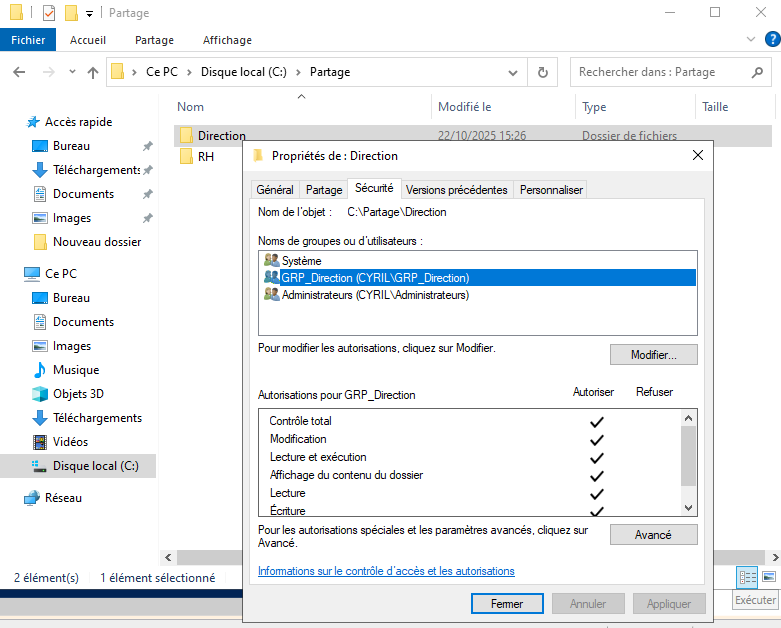 Partage
Fichier Accueil Partage Affichage
Ce PC Disque local (C:) Partage
Rechercher dans : Partage
Nom Modifié le Type Taille
Direction 22/10/2025 15:26 Dossier de fichiers
RH
Accès rapide
Bureau
Téléchargements
Documents
Images
Nouveau dossier
Ce PC
Bureau
Documents
Images
Musique
Objets 3D
Téléchargements
Vidéos
Disque local (C:)
Réseau
2 élément(s) 1 élément sélectionné
Propriétés de : Direction
Général Partage Sécurité Versions précédentes Personnaliser
Nom de l'objet : C:\Partage\Direction
Noms de groupes ou d'utilisateurs :
Système
GRP_Direction (CYRIL\GRP_Direction)
Administrateurs (CYRIL\Administrateurs)
Pour modifier les autorisations, cliquez sur Modifier.
Modifier...
Autorisations pour GRP_Direction Autoriser Refuser
Contrôle total
Modification
Lecture et exécution
Affichage du contenu du dossier
Lecture
Écriture
Pour les autorisations spéciales et les paramètres avancés, cliquez sur
Avancé.
Avancé
Informations sur le contrôle d'accès et les autorisations
Fermer Annuler Appliquer
Exécuter